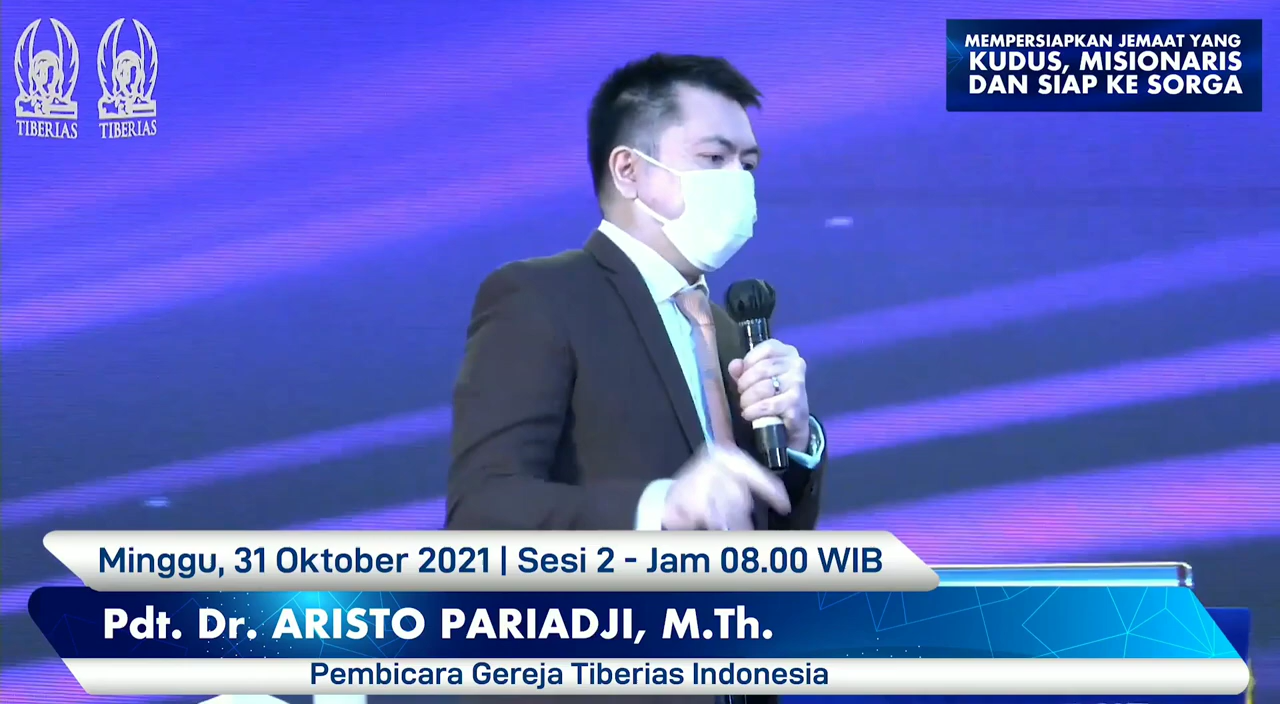 TIBERIAS
TIBERIAS
MEMPERSIAPKAN JEMAAT YANG
KUDUS, MISIONARIS
DAN SIAP KE SORGA
Minggu, 31 Oktober 2021 | Sesi 2 - Jam 08.00 WIB
Pdt. Dr. ARISTO PARIADJI, M.Th.
Pembicara Gereja Tiberias Indonesia